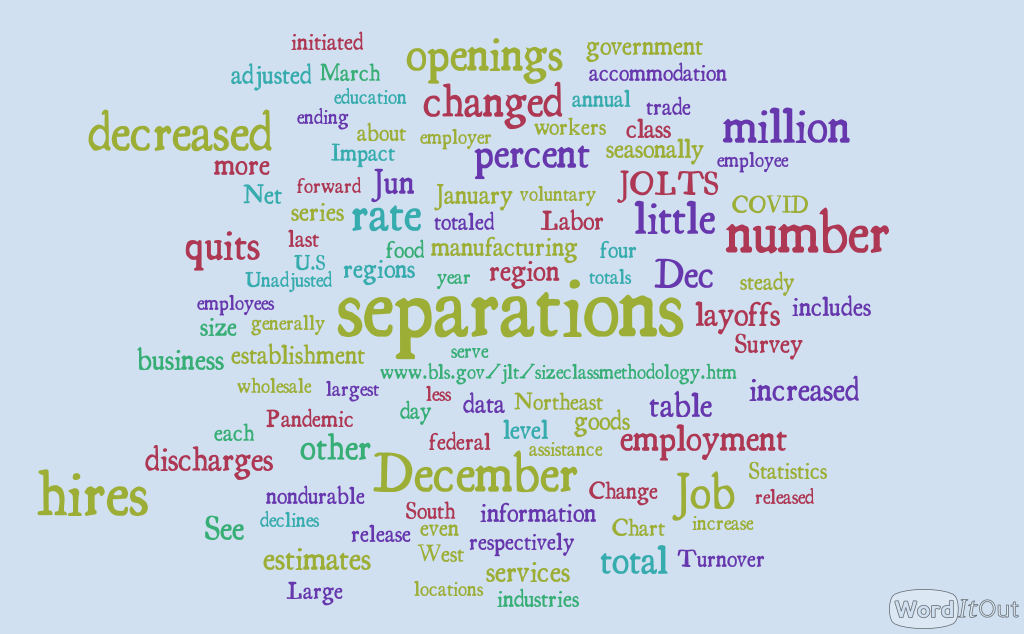 initiated
openings
government
adjusted
March
accommodation
education
changed
annual
trade
ending
decreased
about
employer
workers
class
million
more
Impact
percent
seasonally
employee
Net
forward
Jun
January
voluntary
JOLTS
COVID
series
rate
totaled
Labor
little
number
quits
last
food
manufacturing
four
U.S
Unadjusted
regions
year
region
totals
Dec
steady
employees
separations
layoffs
includes
size
generally
Survey
business
establishment
serve
www.bls.gov/jlt/sizeclassmethodology.htm
wholesale
largest
less
increased
Pandemic
day
data
Northeast
table
each
goods
other
federal
level
assistance
employment
discharges
December
Statistics
hires
nondurable
Change
Job
released
See
declines
South
information
Chart
increase
release
even
respectively
estimates
West
services
total
Turnover
Large
locations
industries
WordItOut